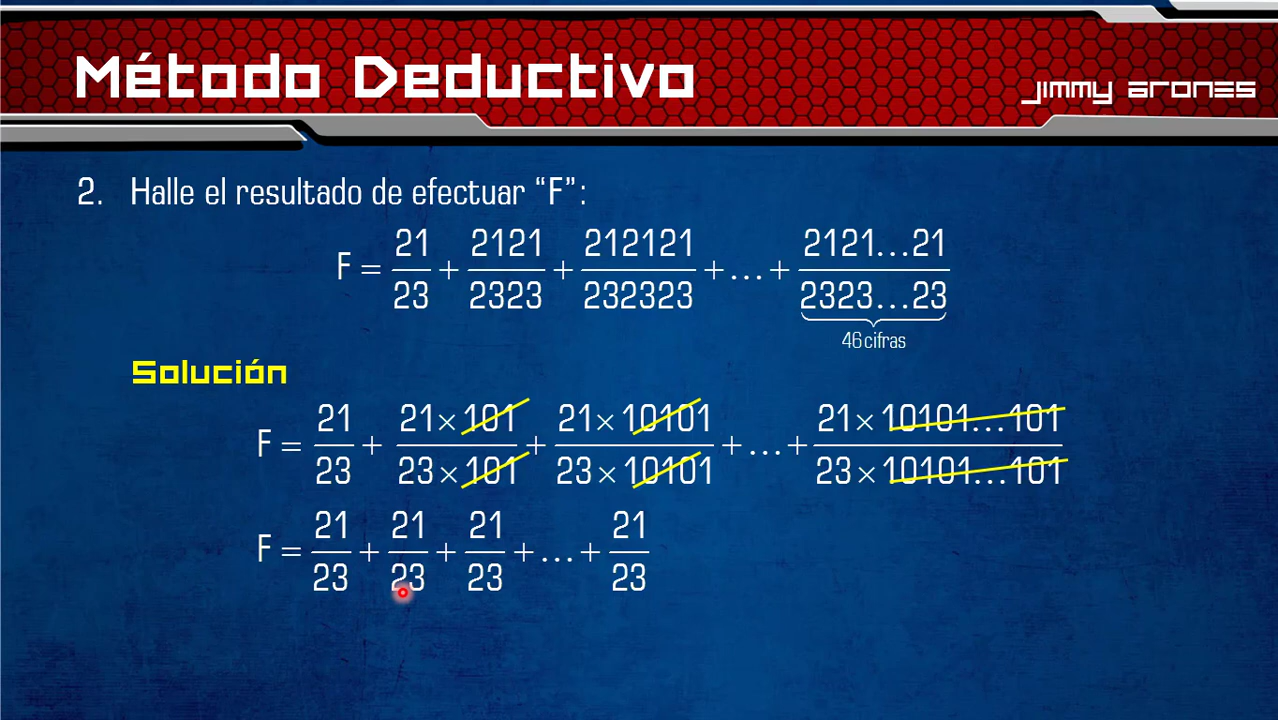 Método Deductivo
Jimmy Arones
2. Halle el resultado de efectuar “F”:
F = 21/23 + 2121/2323 + 212121/232323 + ... + 2121...21/2323...23
46 cifras
Solución
F = 21/23 + 21×101/23×101 + 21×10101/23×10101 + ... + 21×10101...101/23×10101...101
F = 21/23 + 21/23 + 21/23 + ... + 21/23